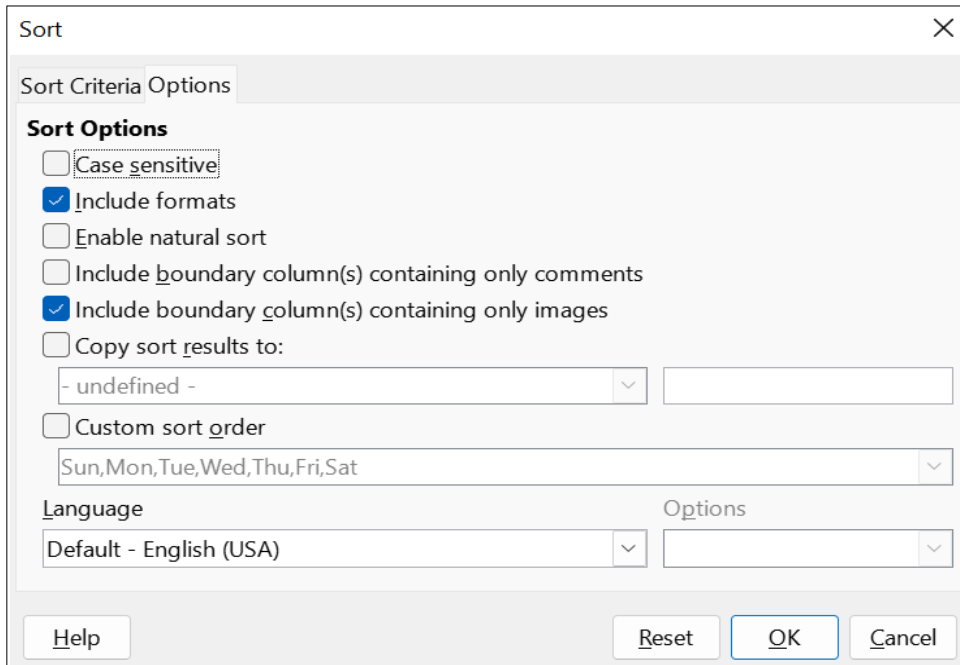 Sort
Sort Criteria Options
Sort Options
Case sensitive
Include formats
Enable natural sort
Include boundary column(s) containing only comments
Include boundary column(s) containing only images
Copy sort results to:
- undefined -
Custom sort order
Sun,Mon,Tue,Wed,Thu,Fri,Sat
Language Options
Default - English (USA)
Help Reset OK Cancel